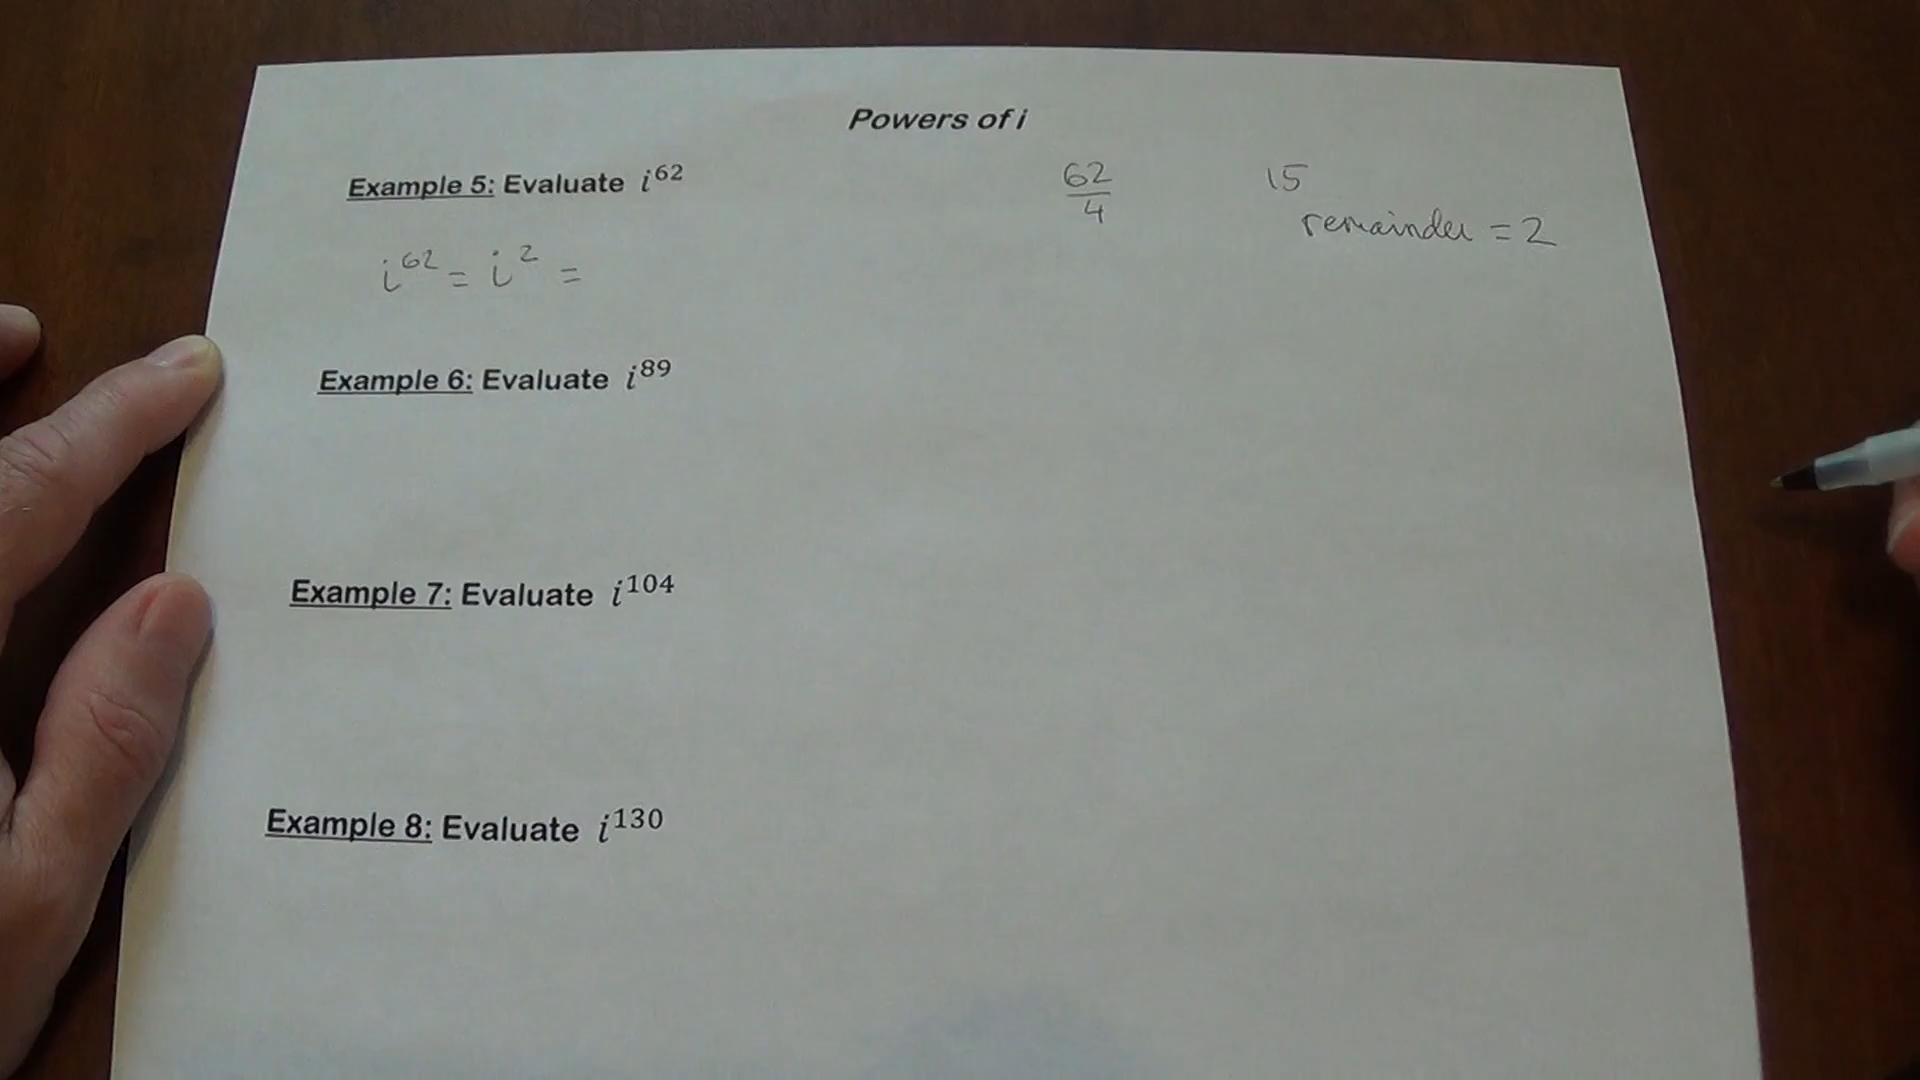 Powers of i
Example 5: Evaluate i^62
62/4
15
remainder = 2
i^62 = i^2 =
Example 6: Evaluate i^89
Example 7: Evaluate i^104
Example 8: Evaluate i^130